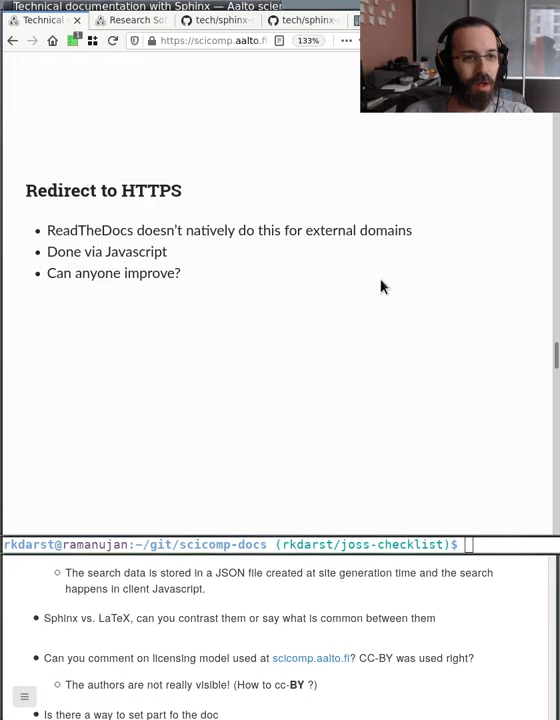 Technical documentation with Sphinx — Aalto scien
Technical
Research So
tech/sphinx-
tech/sphinx-
1
https://scicomp.aalto.fi
133%
Redirect to HTTPS
• ReadTheDocs doesn't natively do this for external domains
• Done via Javascript
• Can anyone improve?
rkdarst@ramanujan:~/git/scicomp-docs (rkdarst/joss-checklist)$
○ The search data is stored in a JSON file created at site generation time and the search
happens in client Javascript.
• Sphinx vs. LaTeX, can you contrast them or say what is common between them
• Can you comment on licensing model used at scicomp.aalto.fi? CC-BY was used right?
○ The authors are not really visible! (How to cc-BY ?)
• Is there a way to set part fo the doc